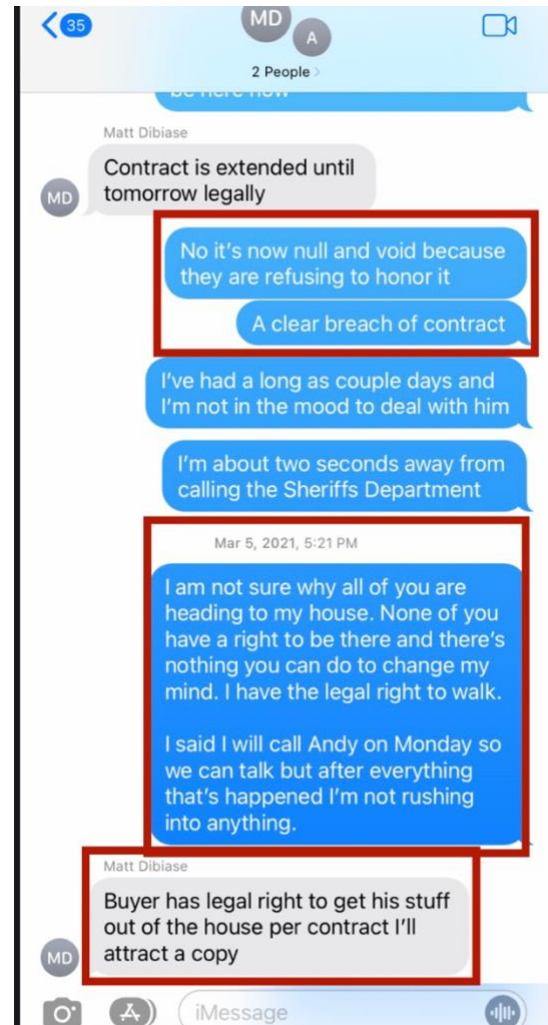 35
MD
A
2 People
be here now
Matt Dibiase
Contract is extended until
tomorrow legally
MD
No it's now null and void because
they are refusing to honor it
A clear breach of contract
I've had a long as couple days and
I'm not in the mood to deal with him
I'm about two seconds away from
calling the Sheriffs Department
Mar 5, 2021, 5:21 PM
I am not sure why all of you are
heading to my house. None of you
have a right to be there and there's
nothing you can do to change my
mind. I have the legal right to walk.
I said I will call Andy on Monday so
we can talk but after everything
that's happened I'm not rushing
into anything.
Matt Dibiase
Buyer has legal right to get his stuff
out of the house per contract I'll
attract a copy
MD
iMessage